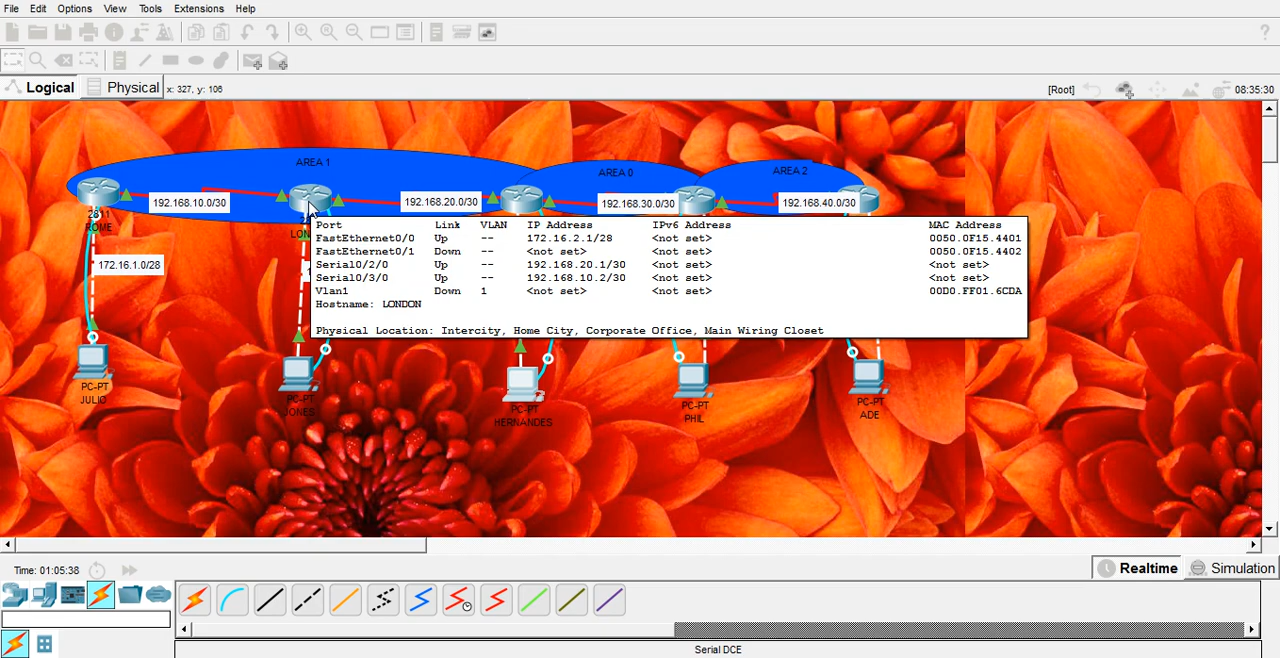 File Edit Options View Tools Extensions Help
Logical Physical x: 327, y: 106 [Root] 08:35:30
AREA 1
AREA 0
AREA 2
192.168.10.0/30
192.168.20.0/30
192.168.30.0/30
192.168.40.0/30
2811
ROME
Port Link VLAN IP Address IPv6 Address MAC Address
FastEthernet0/0 Up -- 172.16.2.1/28 <not set> 0050.0F15.4401
FastEthernet0/1 Down -- <not set> <not set> 0050.0F15.4402
Serial0/2/0 Up -- 192.168.20.1/30 <not set> <not set>
Serial0/3/0 Up -- 192.168.10.2/30 <not set> <not set>
Vlan1 Down 1 <not set> <not set> 00D0.FF01.6CDA
Hostname: LONDON
Physical Location: Intercity, Home City, Corporate Office, Main Wiring Closet
172.16.1.0/28
PC-PT
JULIO
PC-PT
JONES
PC-PT
HERNANDES
PC-PT
PHIL
PC-PT
ADE
Time: 01:05:38
Realtime Simulation
Serial DCE